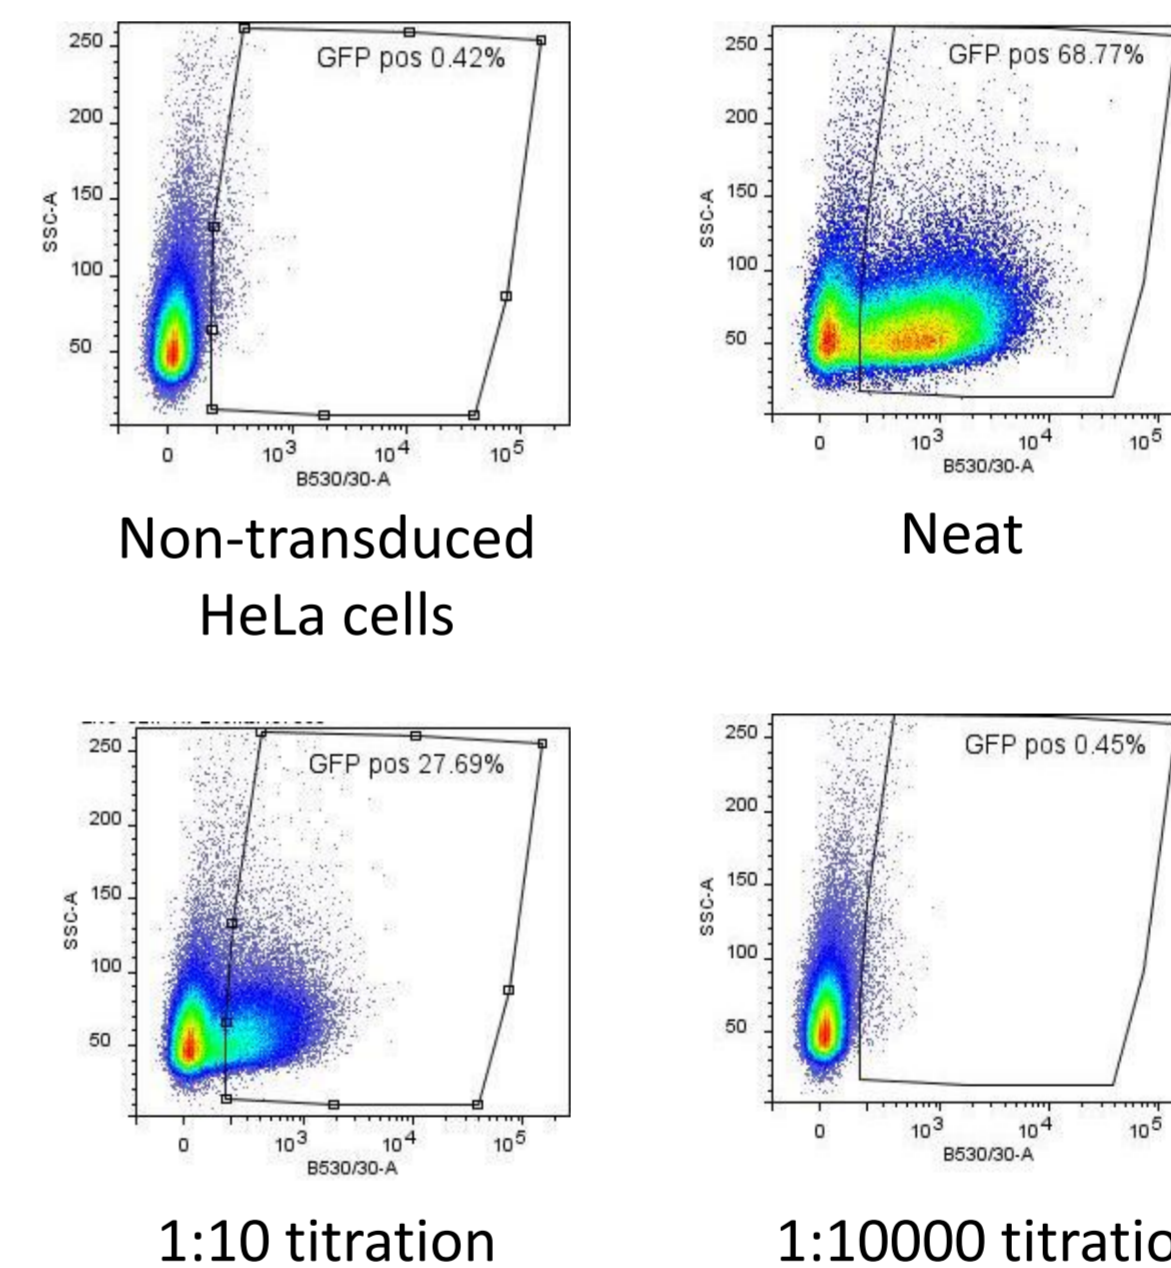 GFP pos 0.42%
250
200
150
100
50
SSC-A
0 10³ 10⁴ 10⁵
B530/30-A
Non-transduced
HeLa cells
GFP pos 68.77%
250
200
150
100
50
SSC-A
0 10³ 10⁴ 10⁵
B530/30-A
Neat
GFP pos 27.69%
250
200
150
100
50
SSC-A
0 10³ 10⁴ 10⁵
B530/30-A
1:10 titration
GFP pos 0.45%
250
200
150
100
50
SSC-A
0 10³ 10⁴ 10⁵
B530/30-A
1:10000 titratio